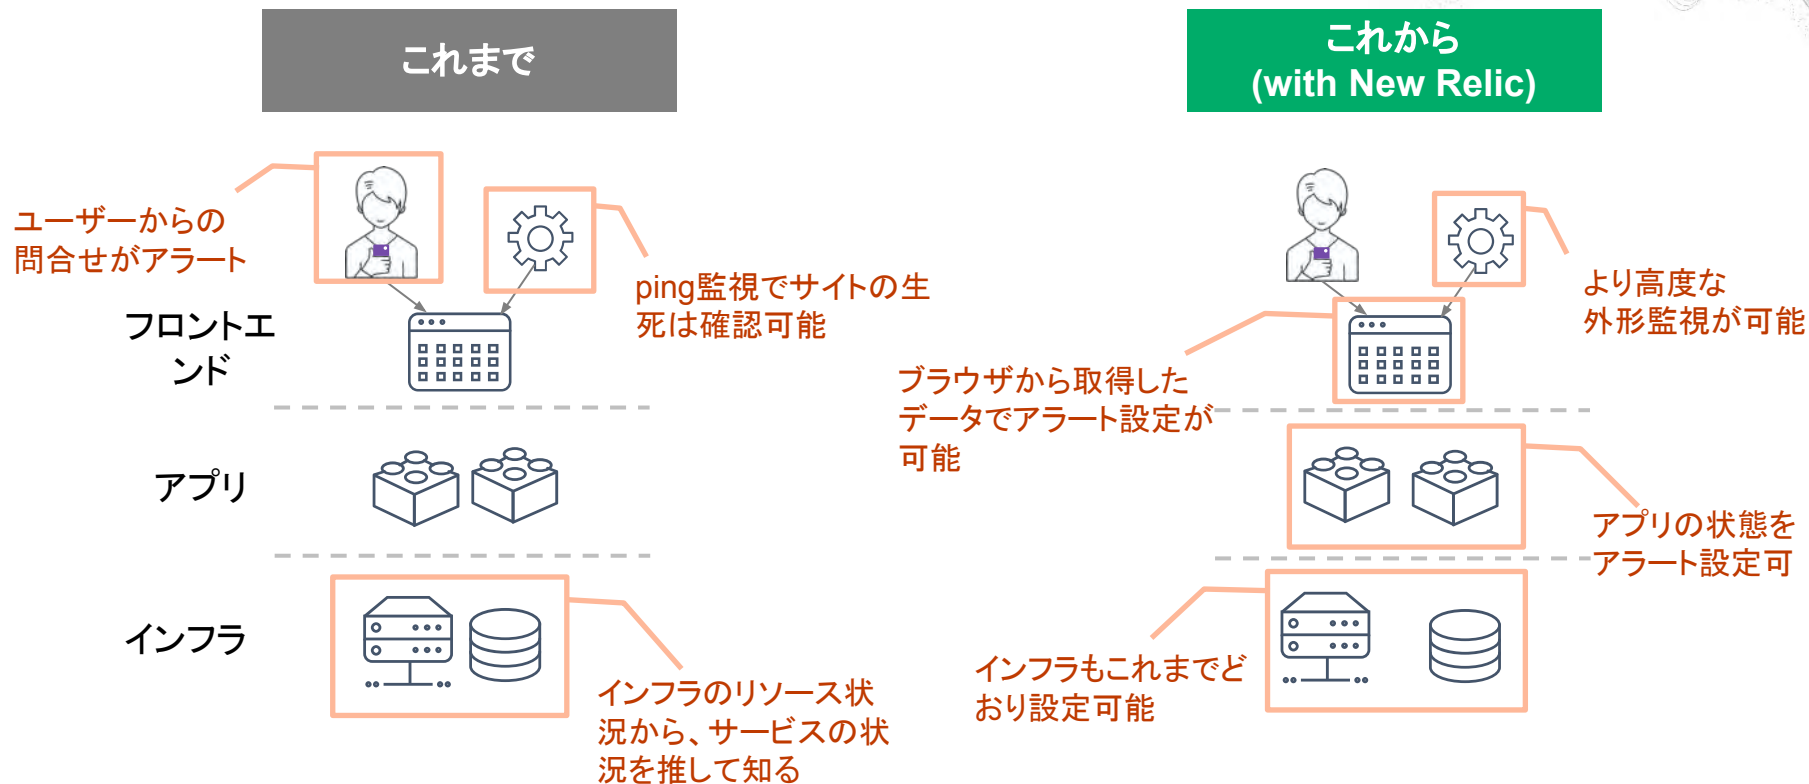 これまで
ユーザーからの
問合せがアラート
ping監視でサイトの生
死は確認可能
フロントエ
ンド
アプリ
インフラ
インフラのリソース状
況から、サービスの状
況を推して知る
これから
(with New Relic)
より高度な
外形監視が可能
ブラウザから取得した
データでアラート設定が
可能
アプリの状態を
アラート設定可
インフラもこれまでど
おり設定可能